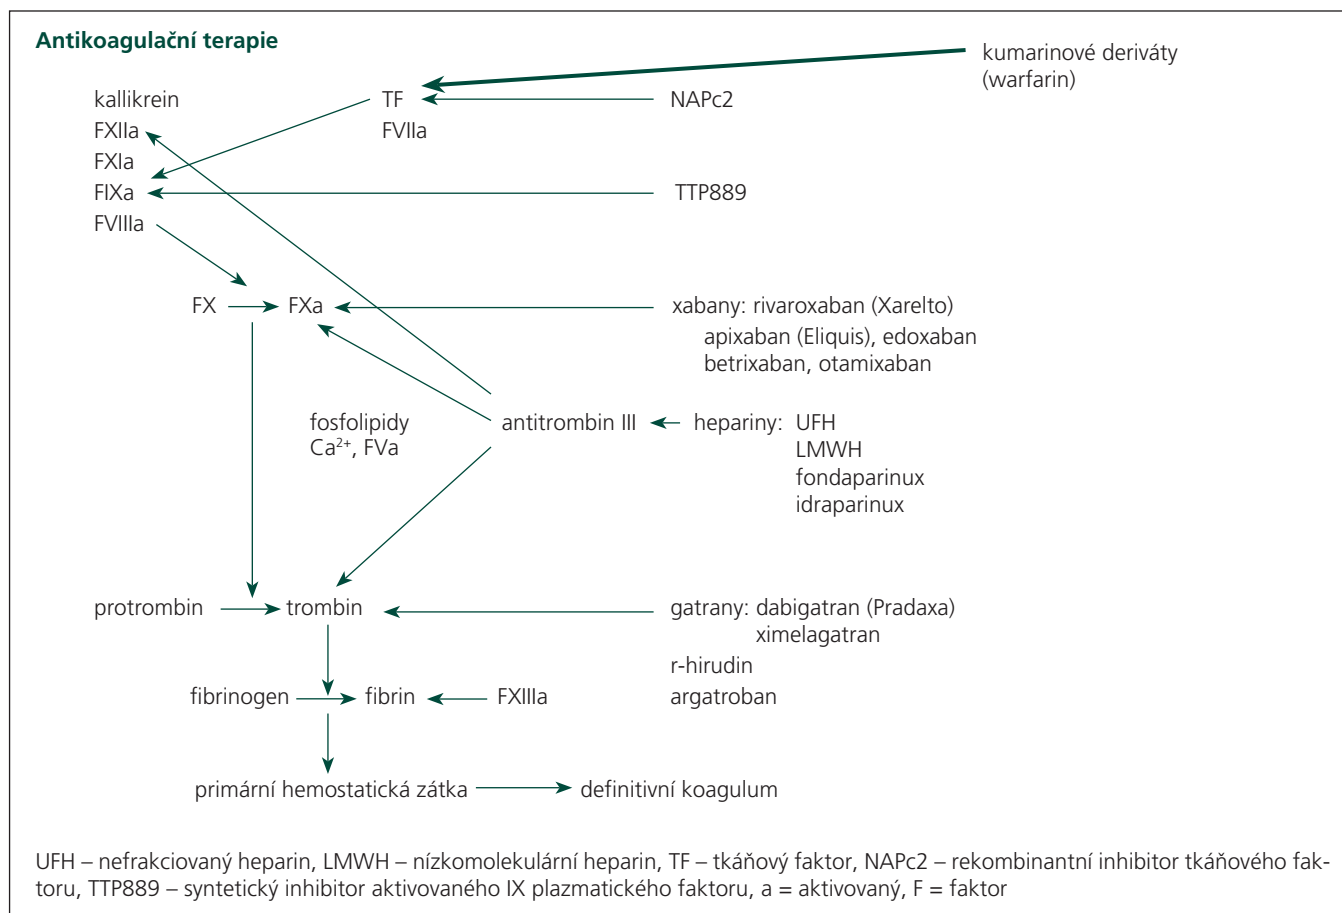 Antikoagulační terapie
kumarinové deriváty
(warfarin)
kallikrein
TF
NAPc2
FXIIa
FVIIa
FXIa
FIXa
TTP889
FVIIIa
FX
FXa
xabany: rivaroxaban (Xarelto)
apixaban (Eliquis), edoxaban
betrixaban, otamixaban
fosfolipidy
Ca²⁺, FVa
antitrombin III
hepariny: UFH
LMWH
fondaparinux
idraparinux
protrombin
trombin
gatrany: dabigatran (Pradaxa)
ximelagatran
r-hirudin
argatroban
fibrinogen
fibrin
FXIIIa
primární hemostatická zátka
definitivní koagulum
UFH – nefrakciovaný heparin, LMWH – nízkomolekulární heparin, TF – tkáňový faktor, NAPc2 – rekombinantní inhibitor tkáňového fak-
toru, TTP889 – syntetický inhibitor aktivovaného IX plazmatického faktoru, a = aktivovaný, F = faktor